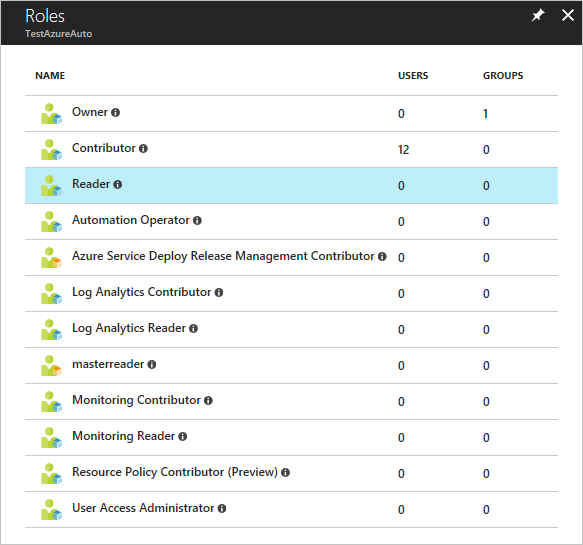 Roles
TestAzureAuto
NAME USERS GROUPS
Owner 0 1
Contributor 12 0
Reader 0 0
Automation Operator 0 0
Azure Service Deploy Release Management Contributor 0 0
Log Analytics Contributor 0 0
Log Analytics Reader 0 0
masterreader 0 0
Monitoring Contributor 0 0
Monitoring Reader 0 0
Resource Policy Contributor (Preview) 0 0
User Access Administrator 0 0